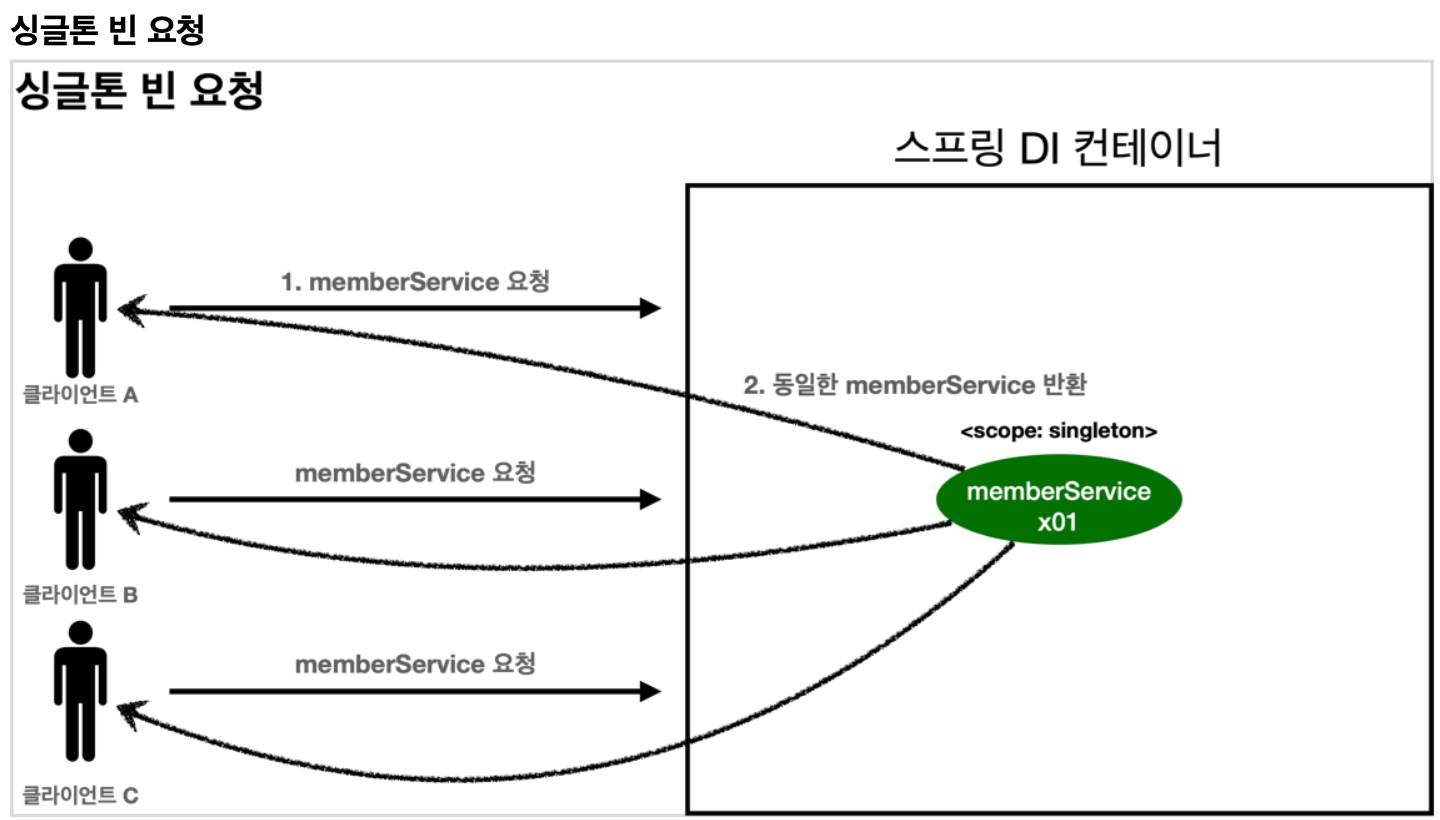 싱글톤 빈 요청
싱글톤 빈 요청
스프링 DI 컨테이너
1. memberService 요청
클라이언트 A
2. 동일한 memberService 반환
<scope: singleton>
memberService
x01
memberService 요청
클라이언트 B
memberService 요청
클라이언트 C